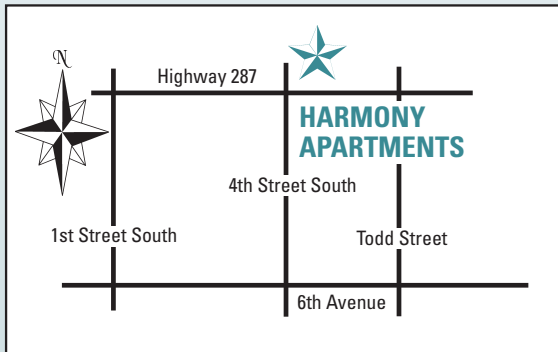 N
Highway 287
HARMONY
APARTMENTS
4th Street South
1st Street South
Todd Street
6th Avenue